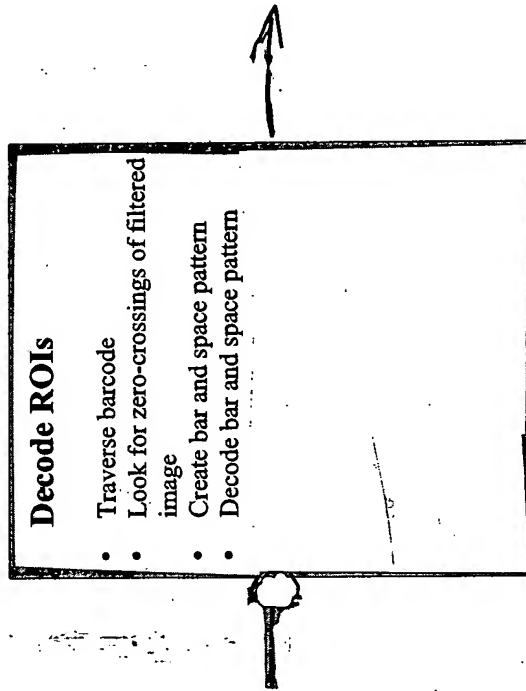 Decode ROIs
• Traverse barcode
• Look for zero-crossings of filtered
image
• Create bar and space pattern
• Decode bar and space pattern